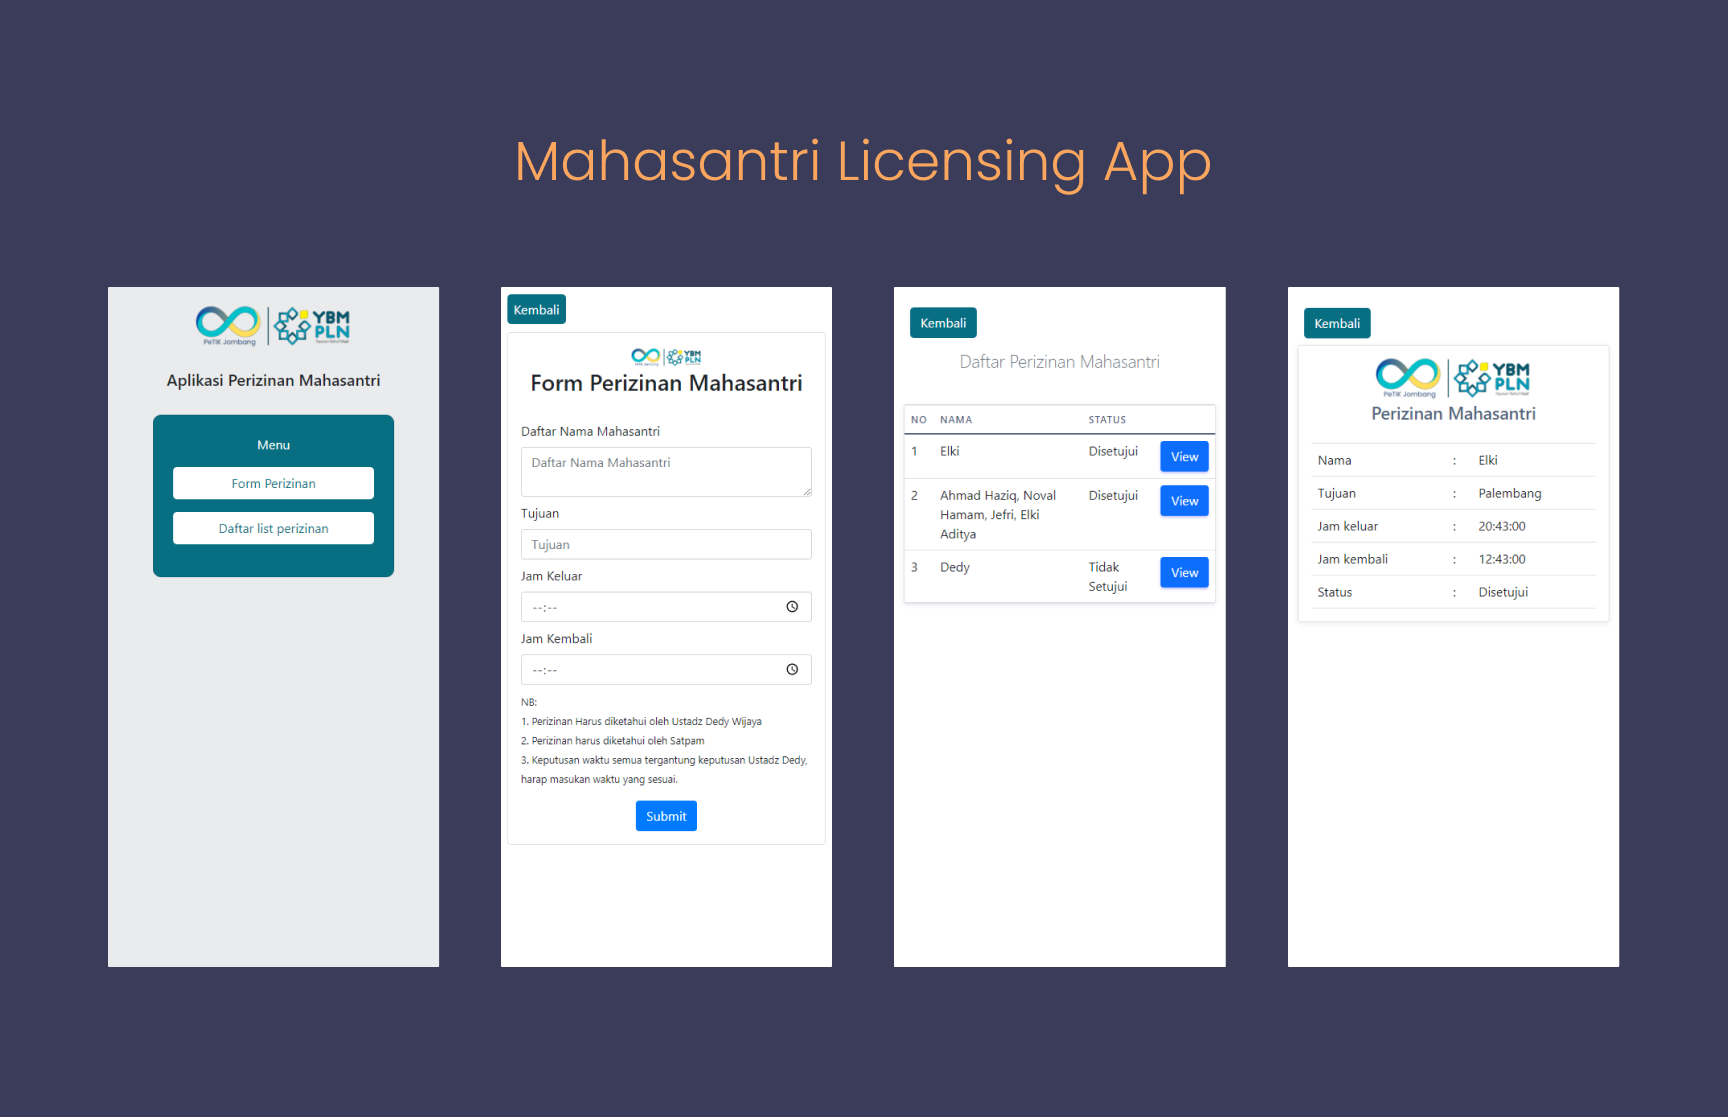 Mahasantri Licensing App
PeTIK Jombang
YBM
PLN
Aplikasi Perizinan Mahasantri
Menu
Form Perizinan
Daftar list perizinan
Kembali
YBM
PLN
Form Perizinan Mahasantri
Daftar Nama Mahasantri
Daftar Nama Mahasantri
Tujuan
Tujuan
Jam Keluar
--:--
Jam Kembali
--:--
NB:
1. Perizinan Harus diketahui oleh Ustadz Dedy Wijaya
2. Perizinan harus diketahui oleh Satpam
3. Keputusan waktu semua tergantung keputusan Ustadz Dedy,
harap masukan waktu yang sesuai.
Submit
Kembali
Daftar Perizinan Mahasantri
NO NAMA STATUS
1 Elki Disetujui View
2 Ahmad Haziq, Noval Disetujui View
Hamam, Jefri, Elki
Aditya
3 Dedy Tidak View
Setujui
Kembali
PeTIK Jombang
YBM
PLN
Perizinan Mahasantri
Nama : Elki
Tujuan : Palembang
Jam keluar : 20:43:00
Jam kembali : 12:43:00
Status : Disetujui